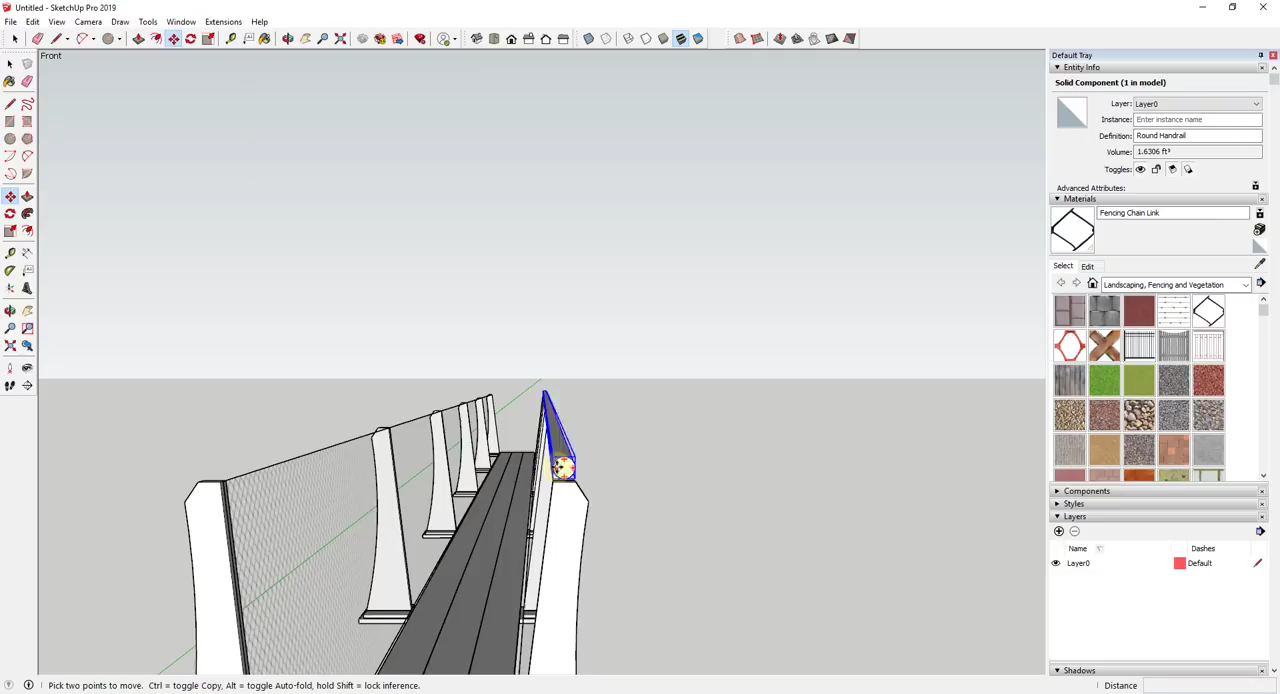 Untitled - SketchUp Pro 2019
File Edit View Camera Draw Tools Window Extensions Help
Front
Default Tray
Entity Info
Solid Component (1 in model)
Layer: Layer0
Instance: Enter instance name
Definition: Round Handrail
Volume: 1.6306 ft³
Toggles:
Advanced Attributes:
Materials
Fencing Chain Link
Select Edit
Landscaping, Fencing and Vegetation
Components
Styles
Layers
Name Dashes
Layer0 Default
Shadows
Pick two points to move. Ctrl = toggle Copy, Alt = toggle Auto-fold, hold Shift = lock inference.
Distance